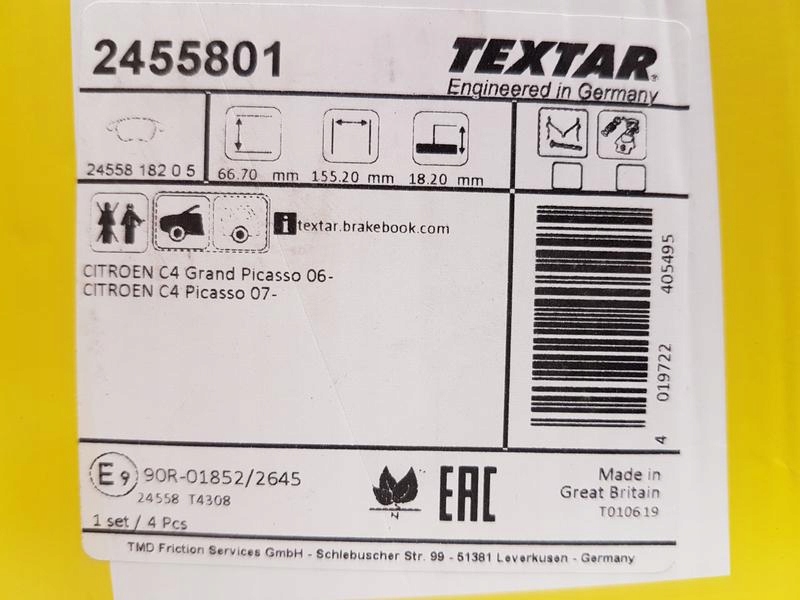 2455801
TEXTAR
Engineered in Germany
24558 182 0 5
66.70 mm 155.20 mm 18.20 mm
i textar.brakebook.com
CITROEN C4 Grand Picasso 06-
CITROEN C4 Picasso 07-
4 019722 405495
E9 90R-01852/2645
24558 T4308
1 set / 4 Pcs
N
EAC
Made in
Great Britain
T010619
TMD Friction Services GmbH - Schlebuscher Str. 99 - 51381 Leverkusen - Germany